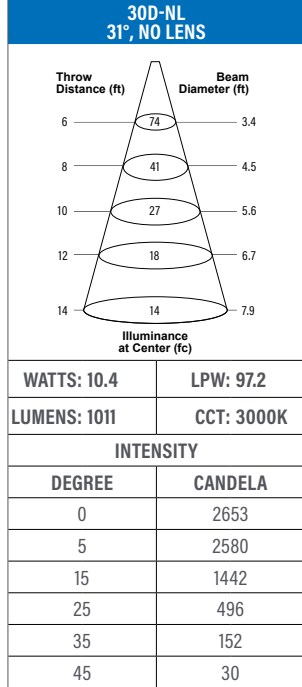 30D-NL
31°, NO LENS
Throw Beam
Distance (ft) Diameter (ft)
6 74 3.4
8 41 4.5
10 27 5.6
12 18 6.7
14 14 7.9
Illuminance
at Center (fc)
WATTS: 10.4 LPW: 97.2
LUMENS: 1011 CCT: 3000K
INTENSITY
DEGREE CANDELA
0 2653
5 2580
15 1442
25 496
35 152
45 30